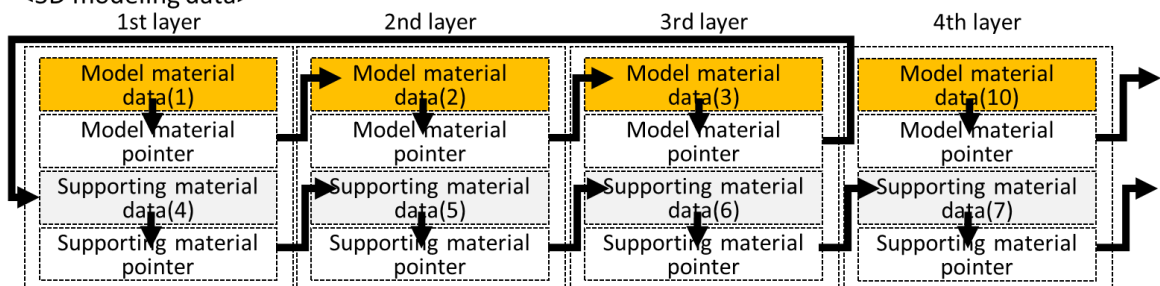 <3D modeling data>
1st layer
2nd layer
3rd layer
4th layer
Model material
data(1)
Model material
pointer
Supporting material
data(4)
Supporting material
pointer
Model material
data(2)
Model material
pointer
Supporting material
data(5)
Supporting material
pointer
Model material
data(3)
Model material
pointer
Supporting material
data(6)
Supporting material
pointer
Model material
data(10)
Model material
pointer
Supporting material
data(7)
Supporting material
pointer